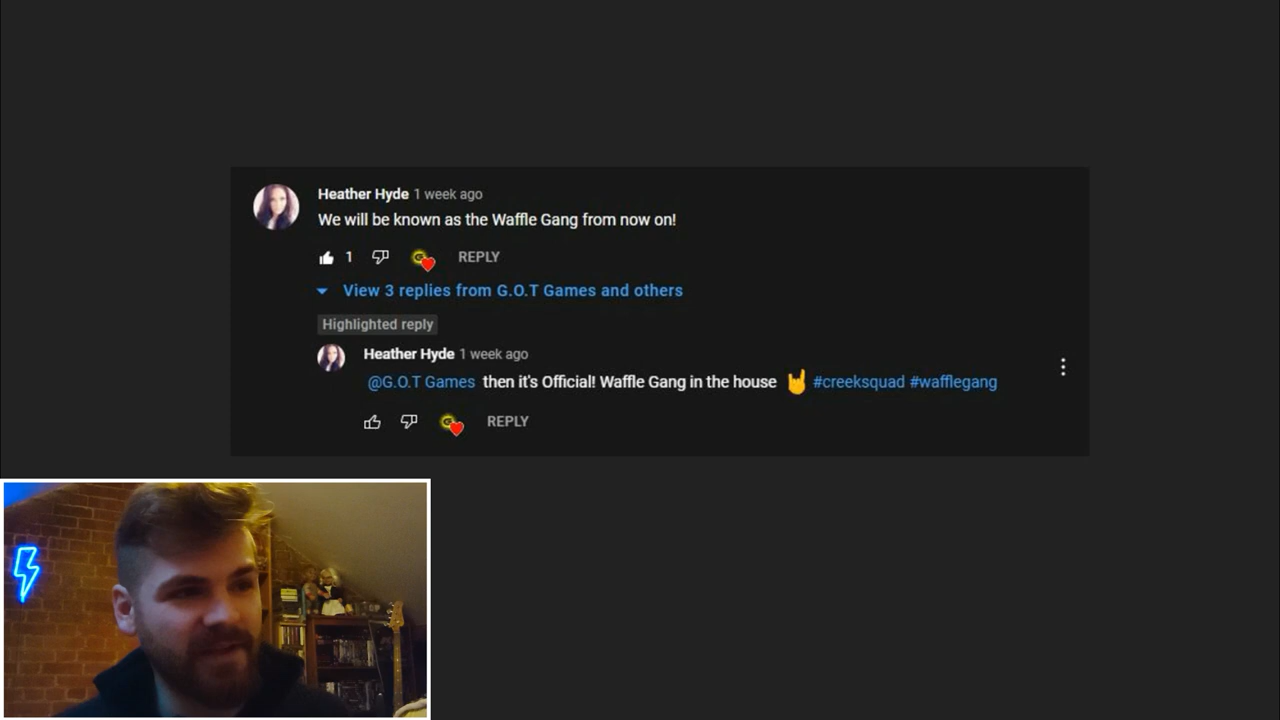 Heather Hyde 1 week ago
We will be known as the Waffle Gang from now on!
1 REPLY
View 3 replies from G.O.T Games and others
Highlighted reply
Heather Hyde 1 week ago
@G.O.T Games then it's Official! Waffle Gang in the house 🤘 #creeksquad #wafflegang
REPLY